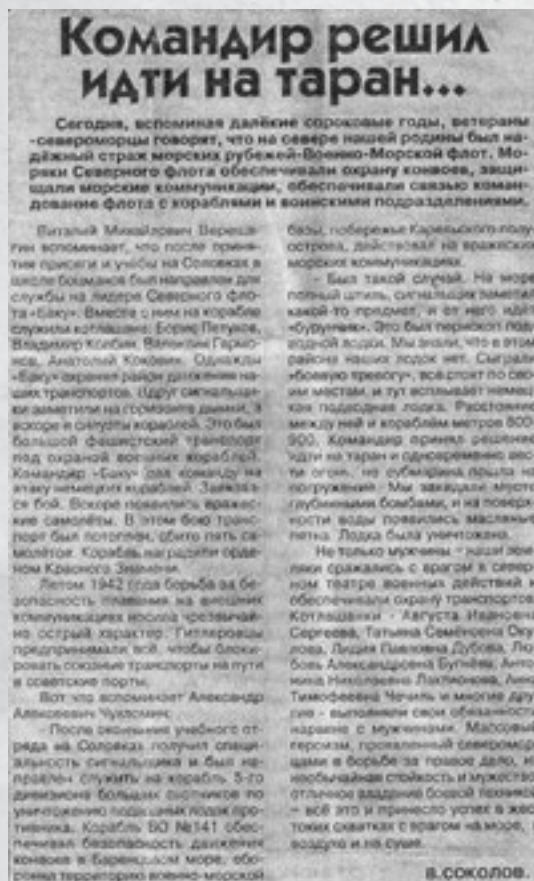 Командир решил
идти на таран...
Сегодня, вспоминая далёкие сороковые годы, ветераны
-североморцы говорят, что на севере нашей родины был на-
дёжный страж морских рубежей-Военно-Морской флот. Мо-
ряки Северного флота обеспечивали охрану конвоев, защи-
щали морские коммуникации, обеспечивали связью коман-
дование флота с кораблями и воинскими подразделениями.
Виталий Михайлович Вереща-
гин вспоминает, что после приня-
тия присяги и учёбы на Соловках в
школе боцманов был направлен для
службы на лидере Северного фло-
та «Баку». Вместе с ним на корабле
служили котлашане: Борис Петухов,
Владимир Валентин
Анатолий Однажды
«Баку» охранял район движения на-
ших транспортов. Вдруг сигнальщи-
ки заметили на горизонте дымки, а
вскоре и силуэты кораблей. Это был
большой фашистский транспорт
под охраной военных кораблей.
Командир «Баку» дал команду на
атаку немецких кораблей. Завязал-
ся бой. Вскоре появились вражес-
кие самолёты. В этом бою транс-
порт был потоплен, сбито пять са-
молётов. Корабль наградили орде-
ном Красного Знамени.
Летом 1942 года борьба за бе-
зопасность плавания на внешних
коммуникациях носила чрезвычай-
но острый характер. Гитлеровцы
предпринимали всё, чтобы блоки-
ровать союзные транспорты на пути
в советские порты.
Вот что вспоминает Александр
Алексеевич
- После окончания учебного от-
ряда на Соловках получил специ-
альность сигнальщика и был на-
правлен служить на корабль 5-го
дивизиона больших охотников по
уничтожению подводных лодок про-
тивника. Корабль БО №141 обес-
печивал безопасность движения
конвоев в Баренцевом море, обо-
ронял территорию военно-морской
базы, побережье Карельского полу-
острова, действовал на вражеских
морских коммуникациях.
- Был такой случай. На море
полный штиль, сигнальщик заметил
какой-то предмет, и от него идёт
«бурунчик». Это был перископ под-
водной лодки. Мы знали, что в этом
районе наших лодок нет. Сыграли
«боевую тревогу», все стоят по сво-
им местам, и тут всплывает немец-
кая подводная лодка. Расстояние
между ней и кораблём метров 800-
900. Командир принял решение
идти на таран и одновременно вес-
ти огонь, но субмарина пошла на
погружение. Мы закидали место
глубинными бомбами, и на поверх-
ности воды появились масляные
пятна. Лодка была уничтожена.
Не только мужчины - наши зем-
ляки сражались с врагом в север-
ном театре военных действий и
обеспечивали охрану транспортов.
Котлашанки - Августа Ивановна
Сергеева, Татьяна Семёновна Оку-
лова, Лидия Павловна Дубова, Лю-
бовь Александровна Анто-
нина Николаевна Лактионова, Анна
Тимофеевна Чечиль и многие дру-
гие - выполняли свои обязанности
наравне с мужчинами. Массовый
героизм, проявленный северомор-
цами в борьбе за правое дело, их
необычайная стойкость и мужество,
отличное владение боевой техникой
- всё это и принесло успех в жес-
токих схватках с врагом на море, в
воздухе и на суше.
В.СОКОЛОВ.